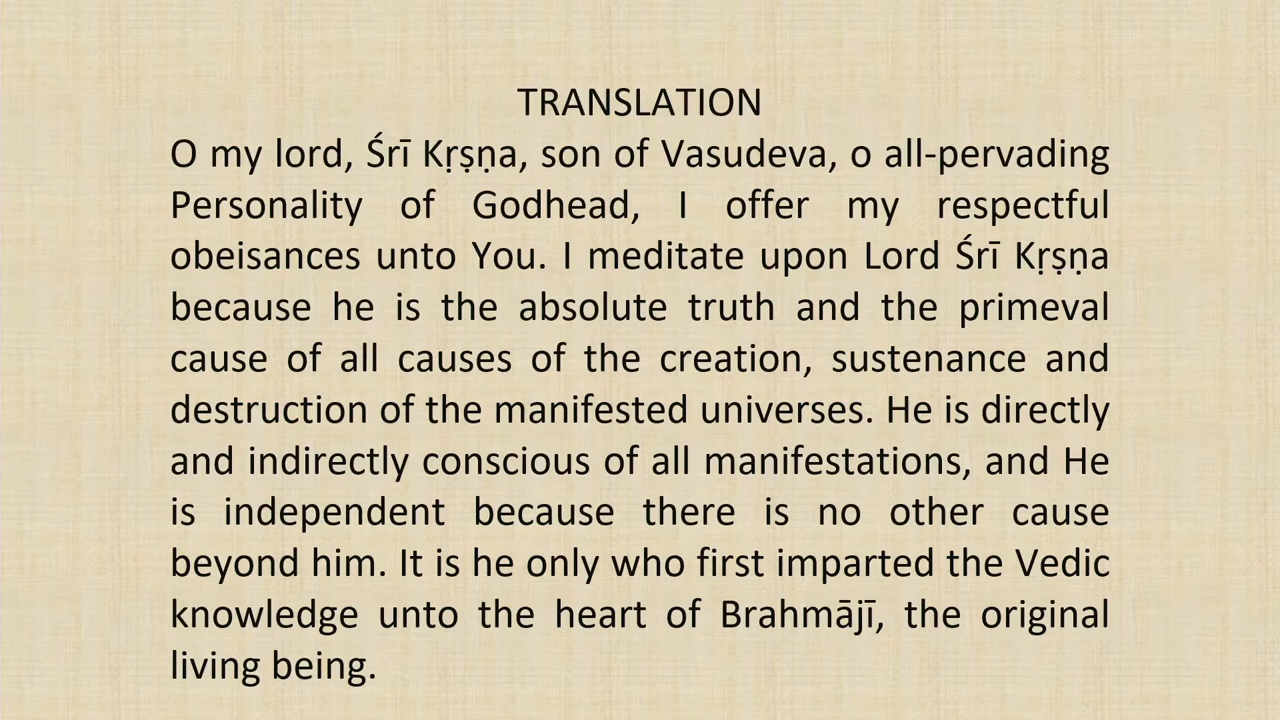 TRANSLATION
O my lord, Śrī Kṛṣṇa, son of Vasudeva, o all-pervading
Personality of Godhead, I offer my respectful
obeisances unto You. I meditate upon Lord Śrī Kṛṣṇa
because he is the absolute truth and the primeval
cause of all causes of the creation, sustenance and
destruction of the manifested universes. He is directly
and indirectly conscious of all manifestations, and He
is independent because there is no other cause
beyond him. It is he only who first imparted the Vedic
knowledge unto the heart of Brahmājī, the original
living being.